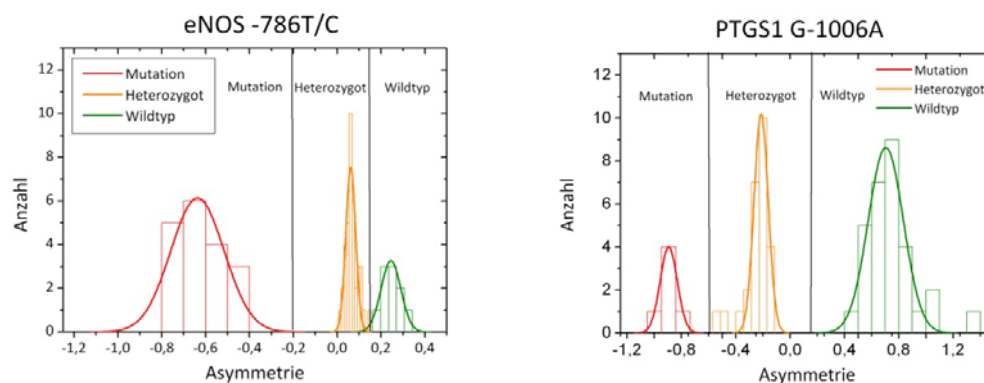 eNOS -786T/C
Mutation
Heterozygot
Wildtyp
Mutation Heterozygot Wildtyp
Anzahl
12
10
8
6
4
2
0
-1,2 -1,0 -0,8 -0,6 -0,4 -0,2 0,0 0,2 0,4
Asymmetrie
PTGS1 G-1006A
Mutation
Heterozygot
Wildtyp
Mutation Heterozygot Wildtyp
Anzahl
12
10
8
6
4
2
0
-1,2 -0,8 -0,4 0,0 0,4 0,8 1,2
Asymmetrie